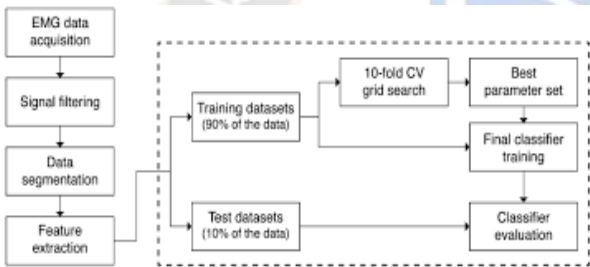 EMG data
acquisition
Signal filtering
Data
segmentation
Feature
extraction
Training datasets
(90% of the data)
Test datasets
(10% of the data)
10-fold CV
grid search
Best
parameter set
Final classifier
training
Classifier
evaluation